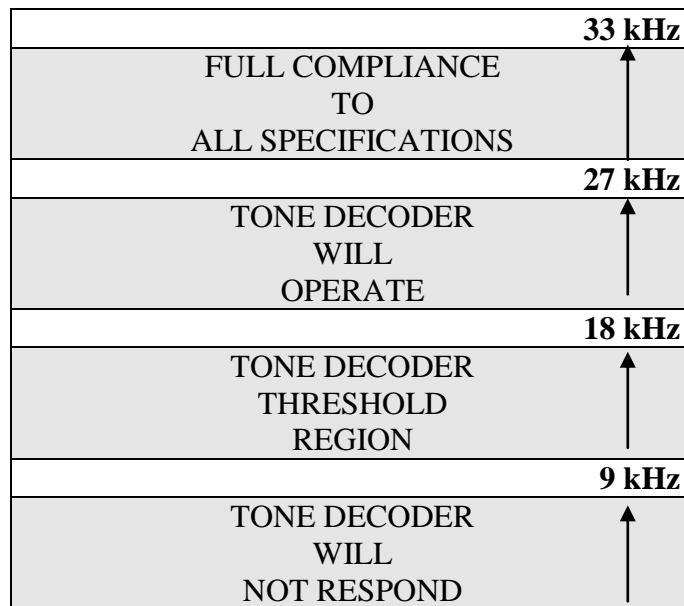 33 kHz
FULL COMPLIANCE
TO
ALL SPECIFICATIONS
27 kHz
TONE DECODER
WILL
OPERATE
18 kHz
TONE DECODER
THRESHOLD
REGION
9 kHz
TONE DECODER
WILL
NOT RESPOND